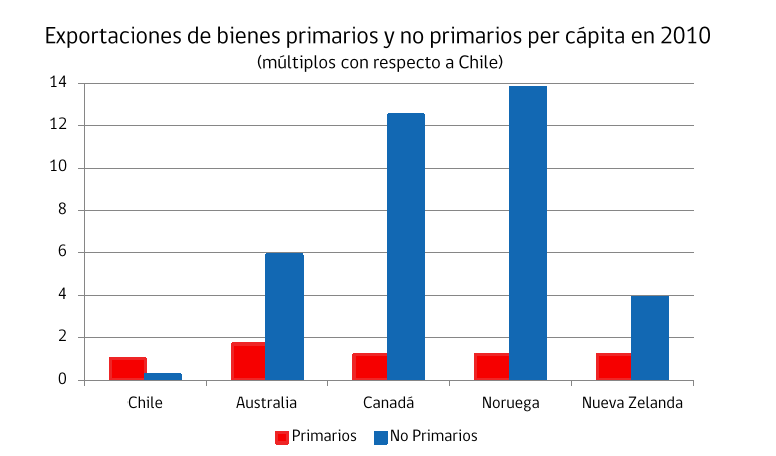 Exportaciones de bienes primarios y no primarios per cápita en 2010
(múltiplos con respecto a Chile)
14
12
10
8
6
4
2
0
Chile Australia Canadá Noruega Nueva Zelanda
Primarios No Primarios